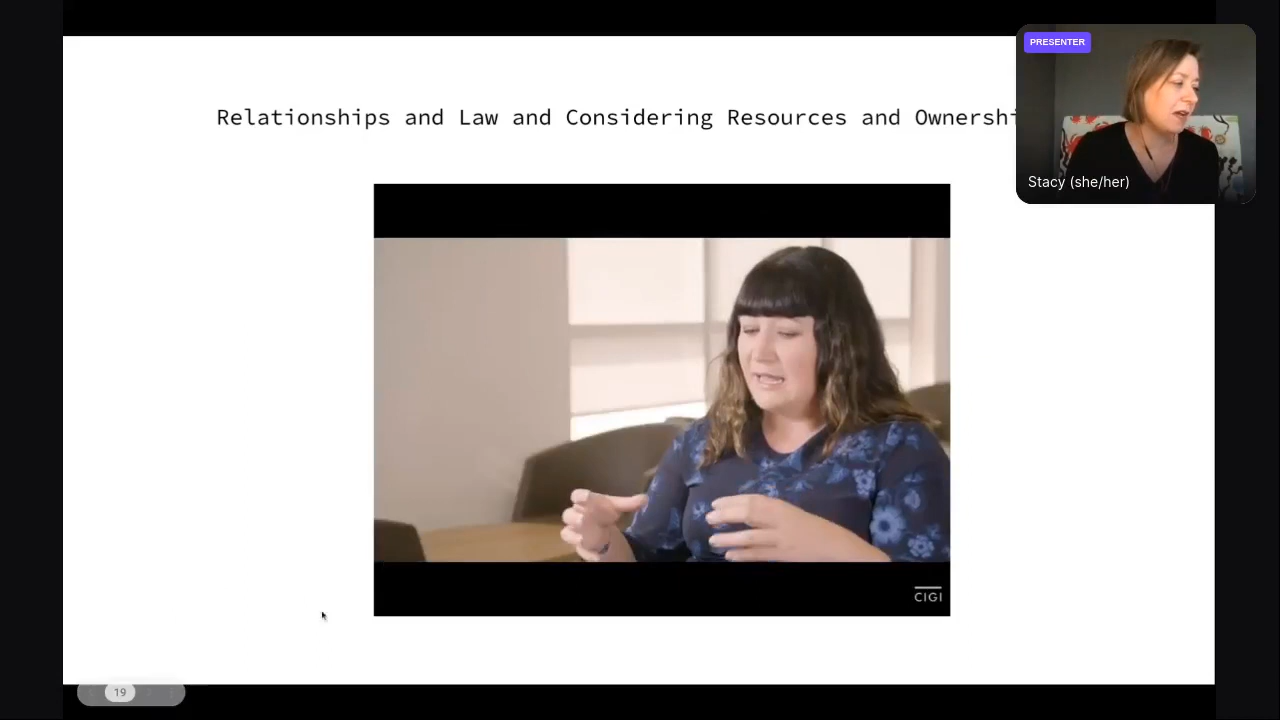 PRESENTER
Relationships and Law and Considering Resources and Ownershi
Stacy (she/her)
CIGI
19